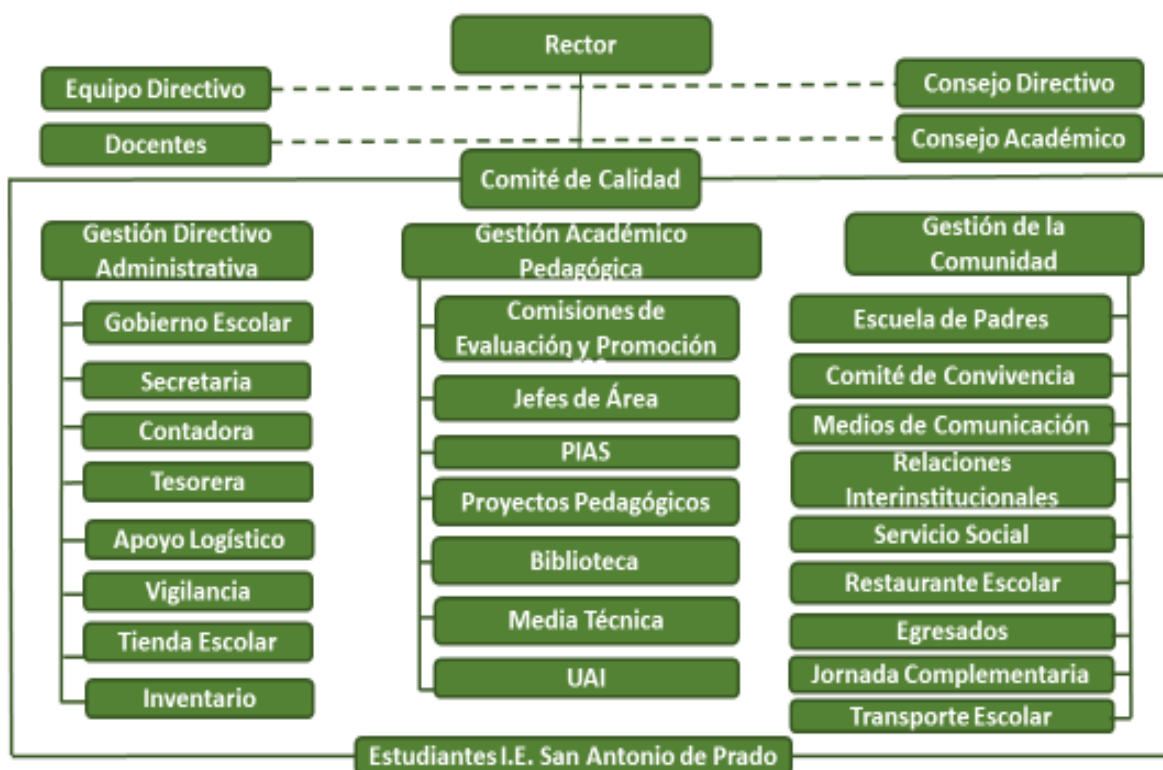 Rector
Equipo Directivo
Consejo Directivo
Docentes
Consejo Académico
Comité de Calidad
Gestión Directivo
Administrativa
Gobierno Escolar
Secretaria
Contadora
Tesorera
Apoyo Logístico
Vigilancia
Tienda Escolar
Inventario
Gestión Académico
Pedagógica
Comisiones de
Evaluación y Promoción
Jefes de Área
PIAS
Proyectos Pedagógicos
Biblioteca
Media Técnica
UAI
Gestión de la
Comunidad
Escuela de Padres
Comité de Convivencia
Medios de Comunicación
Relaciones
Interinstitucionales
Servicio Social
Restaurante Escolar
Egresados
Jornada Complementaria
Transporte Escolar
Estudiantes I.E. San Antonio de Prado